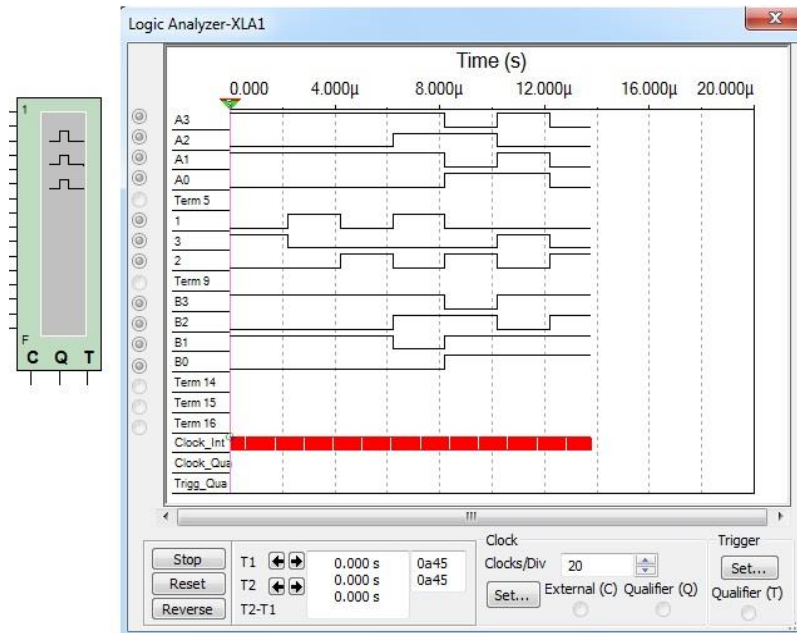 Logic Analyzer-XLA1
x
Time (s)
0.000 4.000µ 8.000µ 12.000µ 16.000µ 20.000µ
1
A3
A2
A1
A0
Term 5
1
3
2
Term 9
B3
B2
B1
B0
Term 14
Term 15
Term 16
Clock_Int
Clock_Qua
Trigg_Qua
F
C Q T
Stop
Reset
Reverse
T1 0.000 s 0a45
T2 0.000 s 0a45
T2-T1 0.000 s
Clock
Clocks/Div 20
Set... External (C) Qualifier (Q)
Trigger
Set...
Qualifier (T)